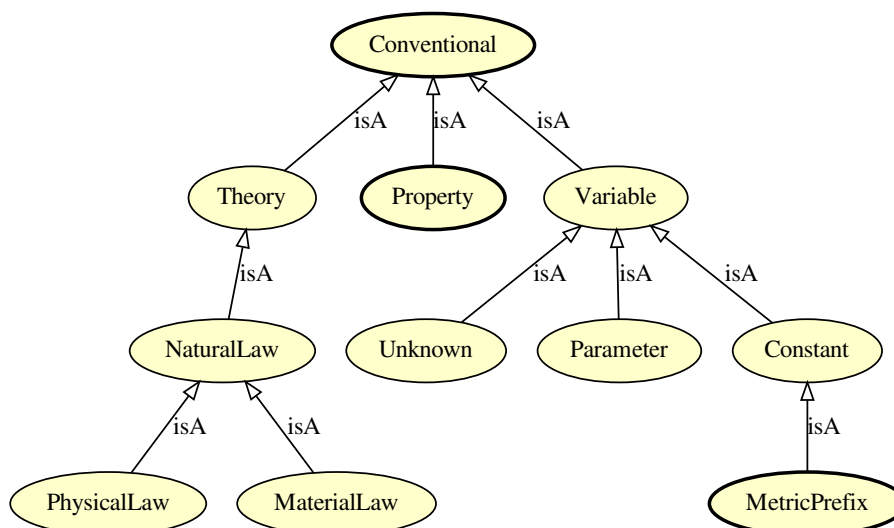 Conventional
isA
isA
isA
Theory
Property
Variable
isA
isA
isA
isA
NaturalLaw
Unknown
Parameter
Constant
isA
isA
isA
PhysicalLaw
MaterialLaw
MetricPrefix